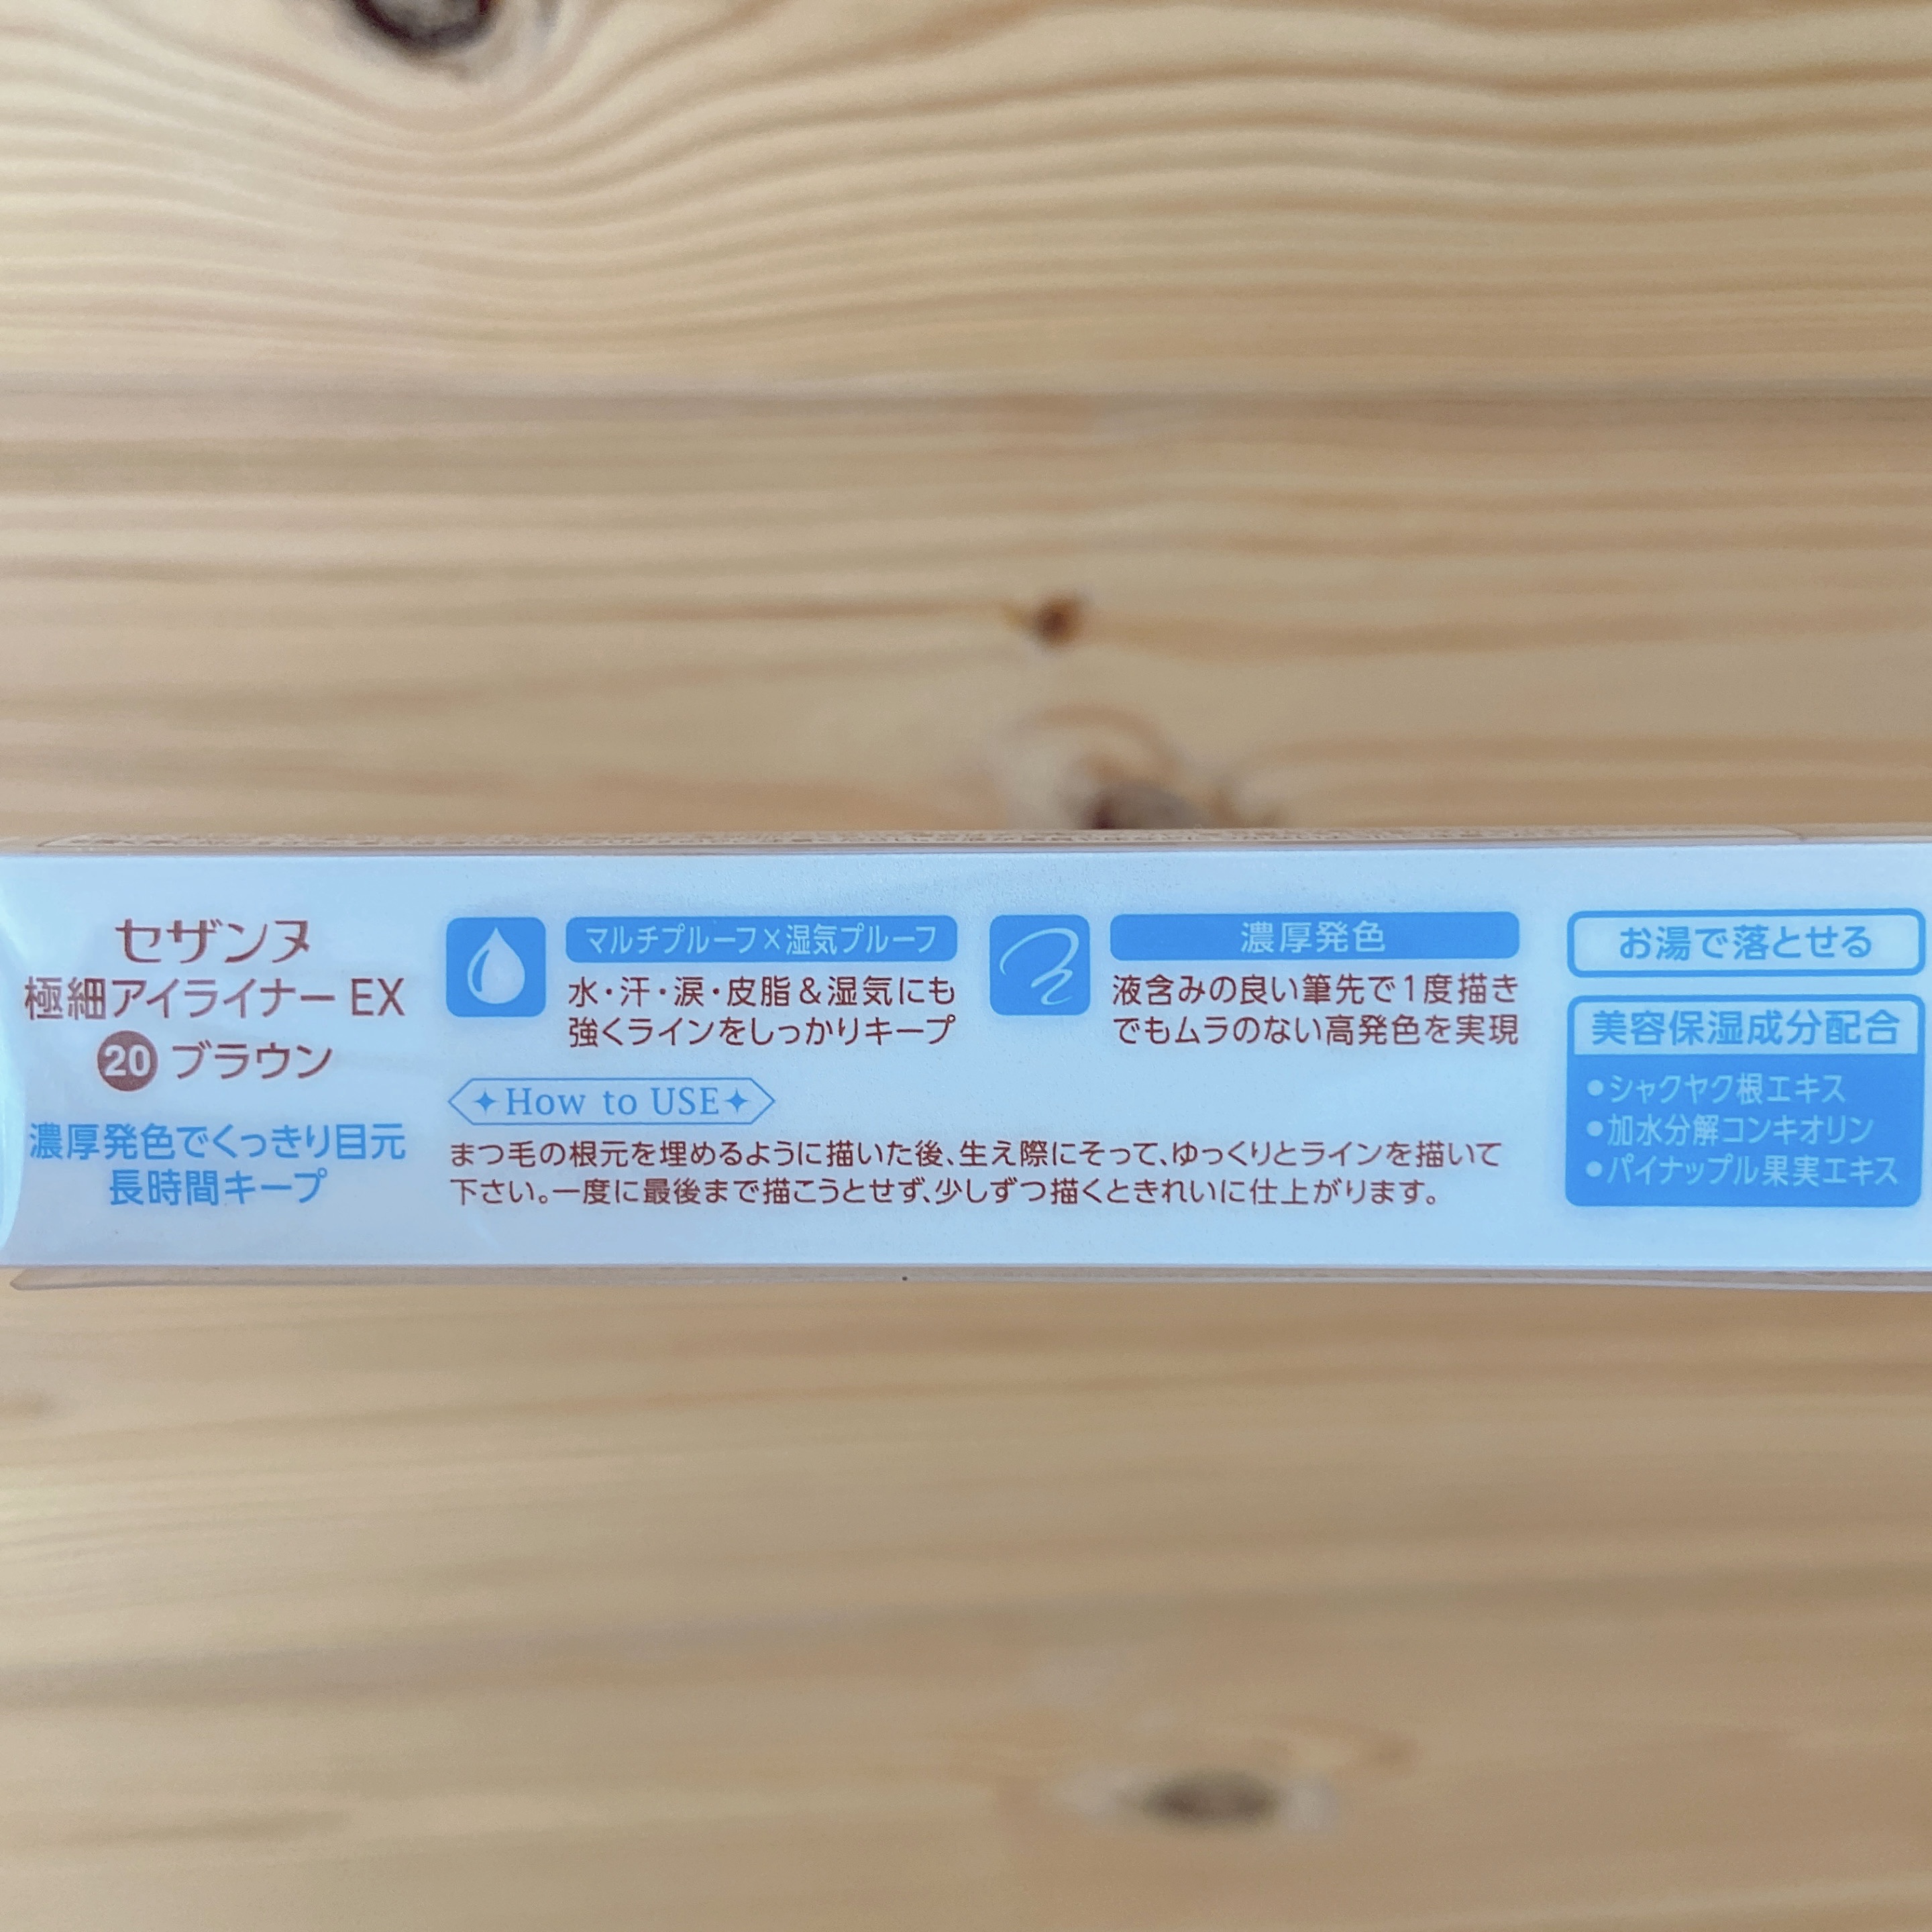 セザンヌ
極細アイライナー EX
20 ブラウン
濃厚発色でくっきり目元
長時間キープ
マルチプルーフ×湿気プルーフ
水・汗・涙・皮脂&湿気にも
強くラインをしっかりキープ
濃厚発色
液含みの良い筆先で1度描き
でもムラのない高発色を実現
How to USE
まつ毛の根元を埋めるように描いた後、生え際にそって、ゆっくりとラインを描いて
下さい。一度に最後まで描こうとせず、少しずつ描くときれいに仕上がります。
お湯で落とせる
美容保湿成分配合
●シャクヤク根エキス
●加水分解コンキオリン
●パイナップル果実エキス